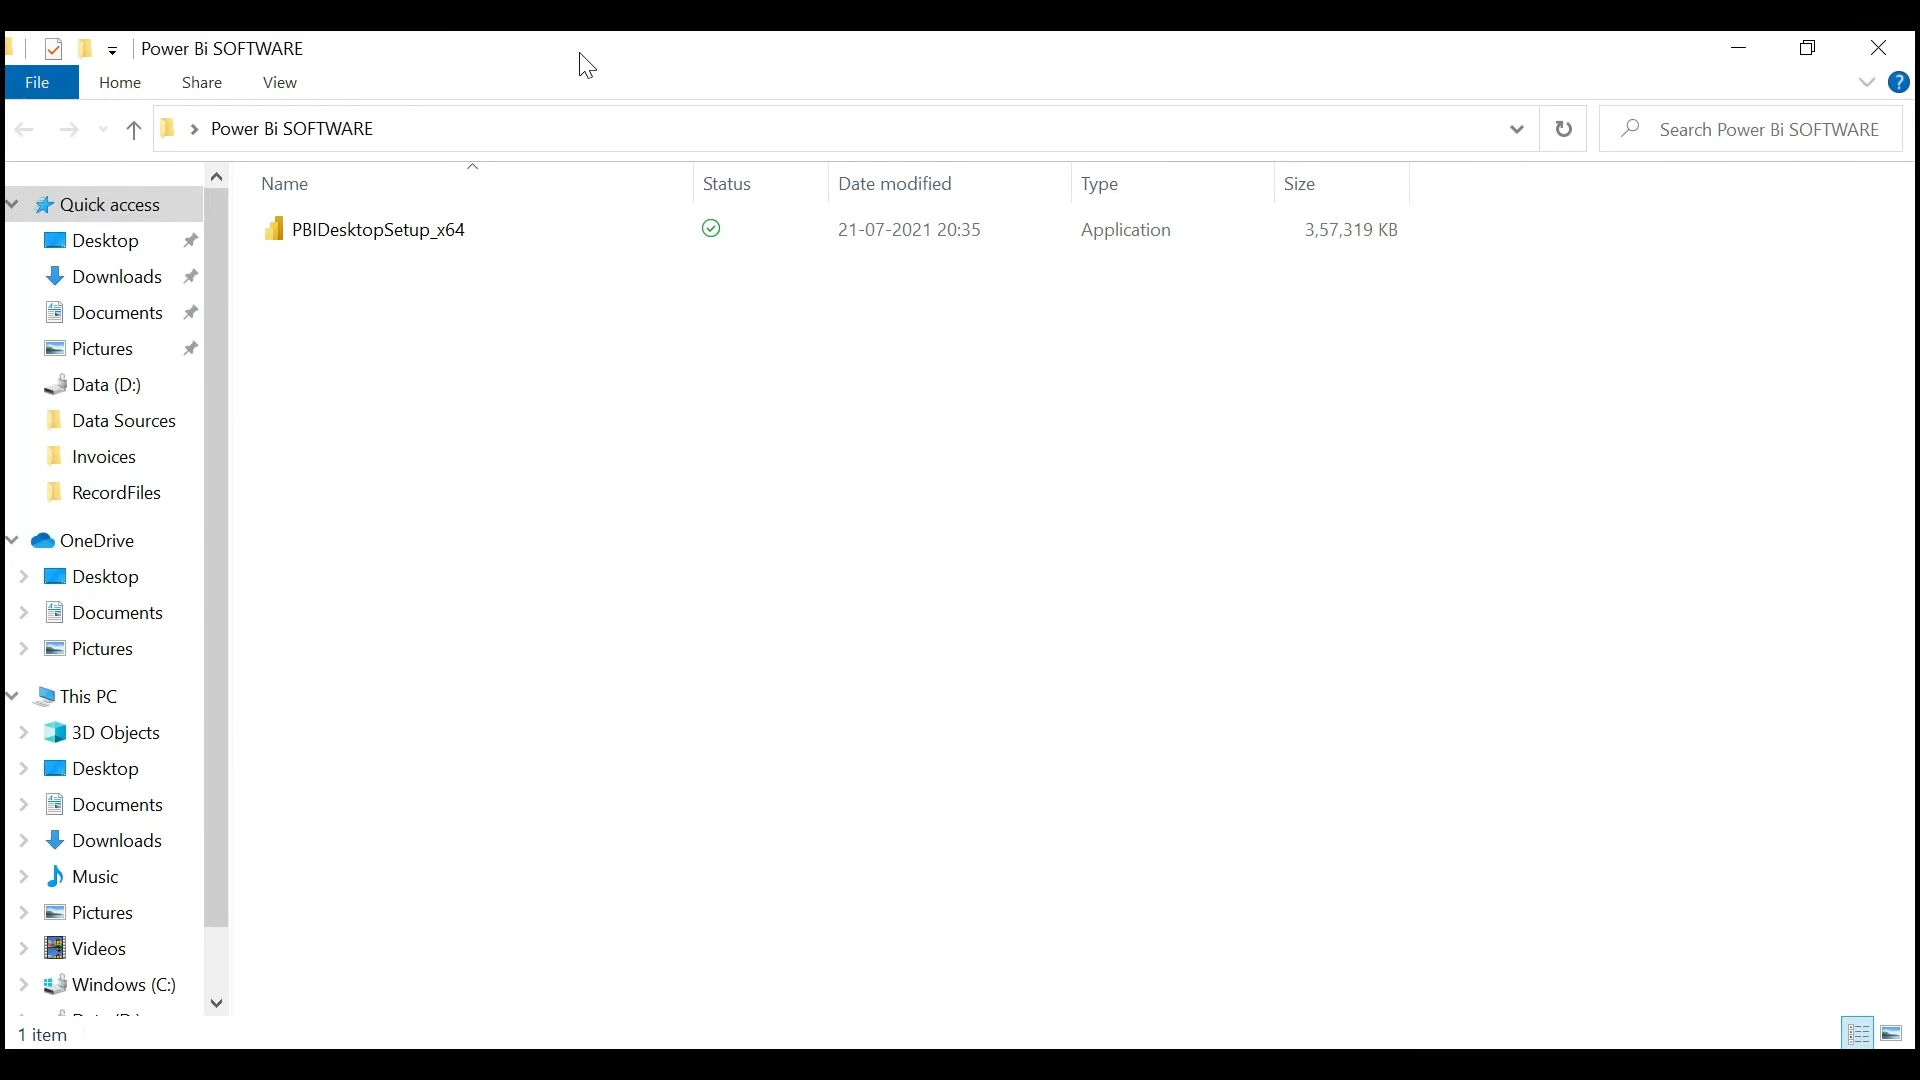 Power Bi SOFTWARE
File Home Share View
Power Bi SOFTWARE
Search Power Bi SOFTWARE
Name Status Date modified Type Size
PBIDesktopSetup_x64 21-07-2021 20:35 Application 3,57,319 KB
Quick access
Desktop
Downloads
Documents
Pictures
Data (D:)
Data Sources
Invoices
RecordFiles
OneDrive
Desktop
Documents
Pictures
This PC
3D Objects
Desktop
Documents
Downloads
Music
Pictures
Videos
Windows (C:)
1 item